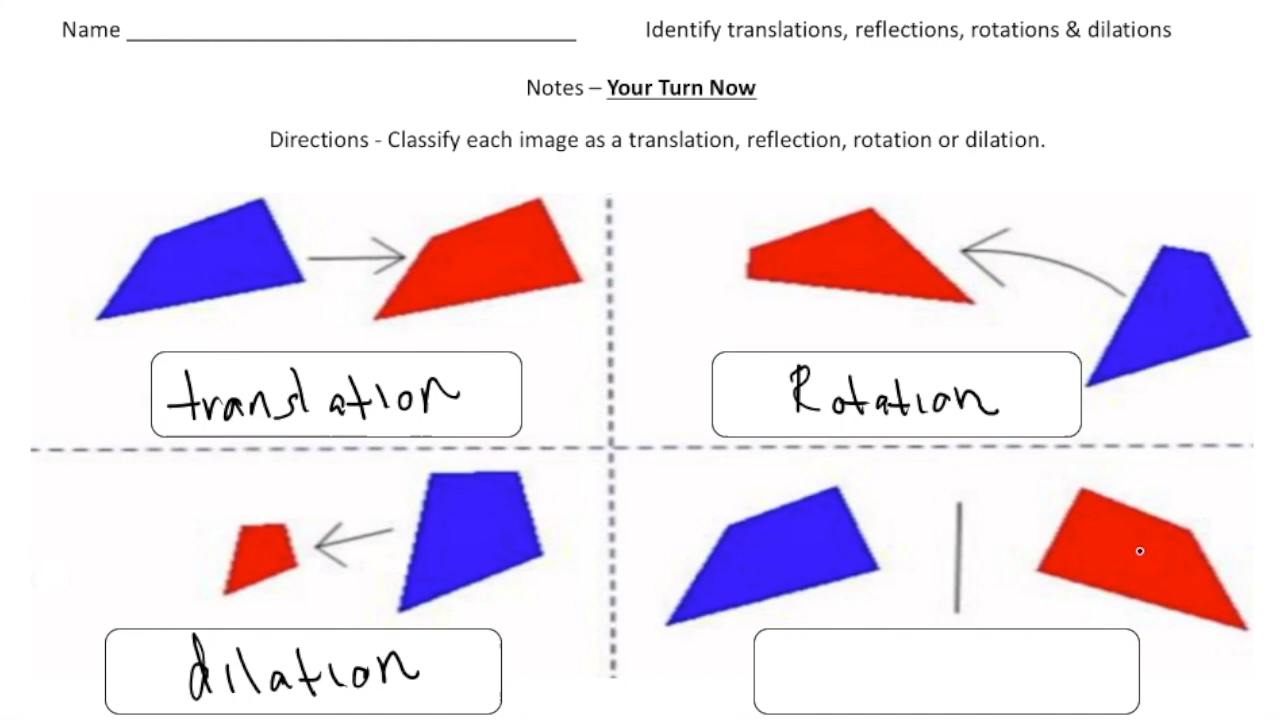 Name ________________________________ Identify translations, reflections, rotations & dilations
Notes – Your Turn Now
Directions - Classify each image as a translation, reflection, rotation or dilation.
translation
Rotation
dilation